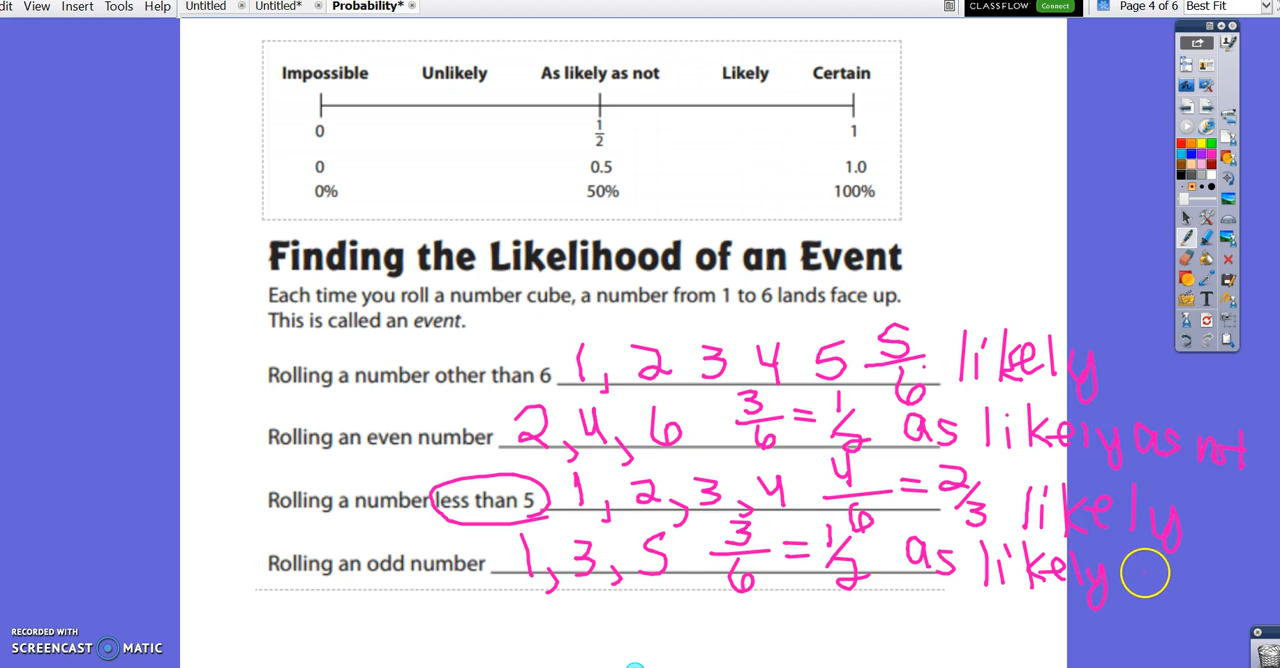 dit View Insert Tools Help Untitled Untitled* Probability* CLASSFLOW Connect Page 4 of 6 Best Fit
Impossible Unlikely As likely as not Likely Certain
0 1/2 1
0 0.5 1.0
0% 50% 100%
Finding the Likelihood of an Event
Each time you roll a number cube, a number from 1 to 6 lands face up.
This is called an event.
Rolling a number other than 6 1, 2 3 4 5 5/6 likely
Rolling an even number 2, 4, 6 3/6 = 1/2 as likely as not
Rolling a number less than 5 1, 2, 3, 4 4/6 = 2/3 likely
Rolling an odd number 1, 3, 5 3/6 = 1/2 as likely
RECORDED WITH
SCREENCAST MATIC